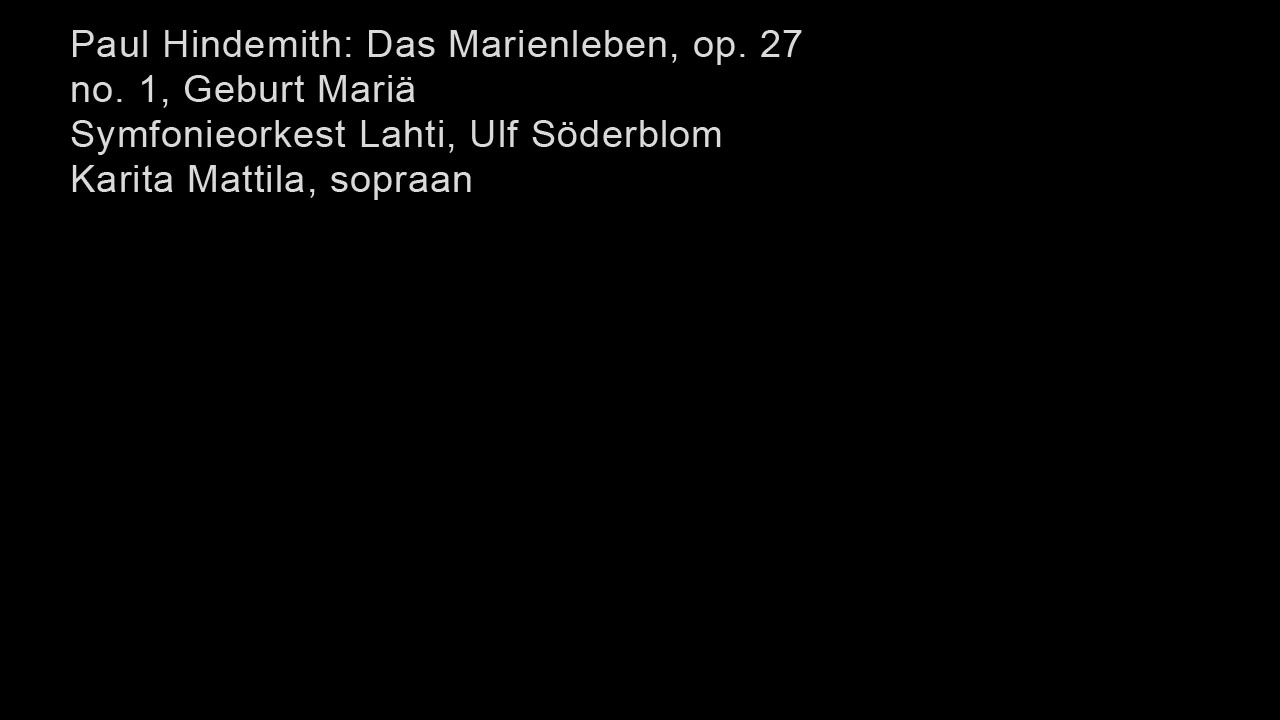 Paul Hindemith: Das Marienleben, op. 27
no. 1, Geburt Mariä
Symfonieorkest Lahti, Ulf Söderblom
Karita Mattila, sopraan